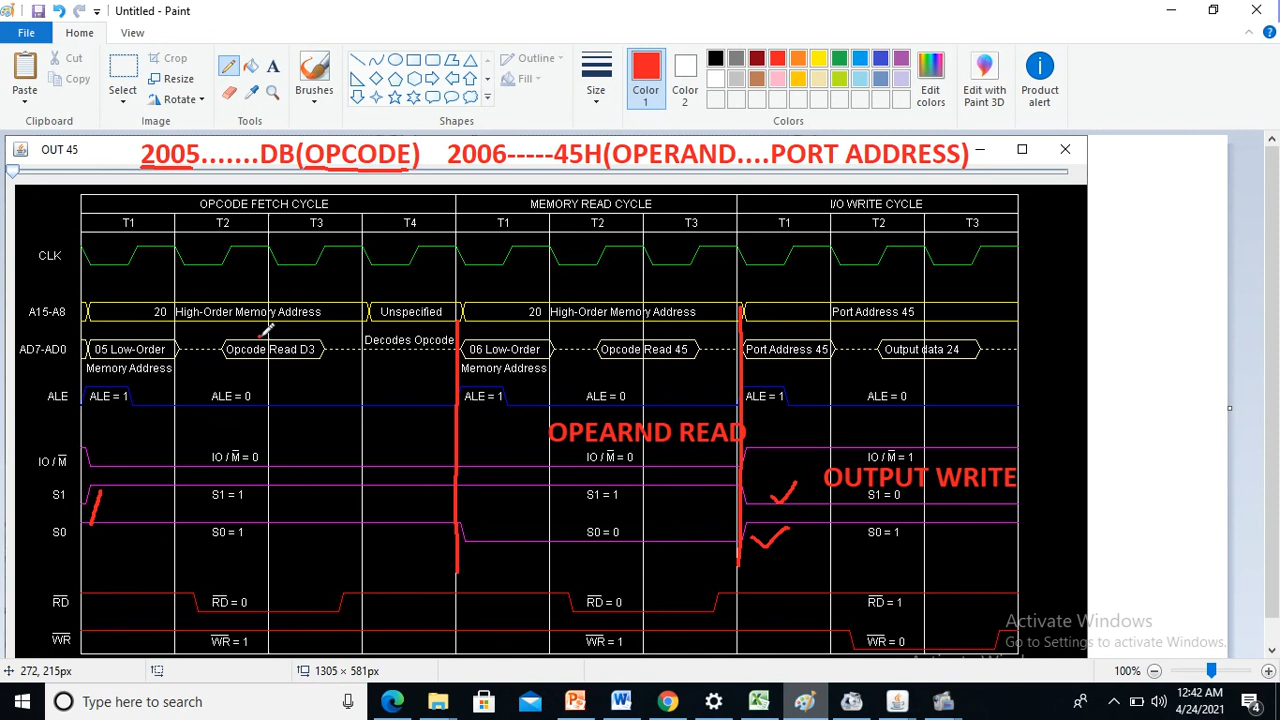 Untitled - Paint
File Home View
Paste
Cut
Copy
Clipboard
Select
Crop
Resize
Rotate
Image
A
Tools
Brushes
Outline
Fill
Shapes
Size
Color 1
Color 2
Edit colors
Colors
Edit with Paint 3D
Product alert
OUT 45
2005.......DB(OPCODE) 2006-----45H(OPERAND....PORT ADDRESS)
OPCODE FETCH CYCLE MEMORY READ CYCLE I/O WRITE CYCLE
T1 T2 T3 T4 T1 T2 T3 T1 T2 T3
CLK
A15-A8 20 High-Order Memory Address Unspecified 20 High-Order Memory Address Port Address 45
AD7-AD0 05 Low-Order Opcode Read D3 Decodes Opcode 06 Low-Order Opcode Read 45 Port Address 45 Output data 24
Memory Address Memory Address
ALE ALE = 1 ALE = 0 ALE = 1 ALE = 0 ALE = 1 ALE = 0
OPEARND READ
IO / M IO / M = 0 IO / M = 0 IO / M = 1
OUTPUT WRITE
S1 S1 = 1 S1 = 1 S1 = 0
S0 S0 = 1 S0 = 0 S0 = 1
RD RD = 0 RD = 0 RD = 1
WR WR = 1 WR = 1 WR = 0
Activate Windows
Go to Settings to activate Windows.
272, 215px 1305 × 581px 100%
Type here to search
12:42 AM
4/24/2021
4